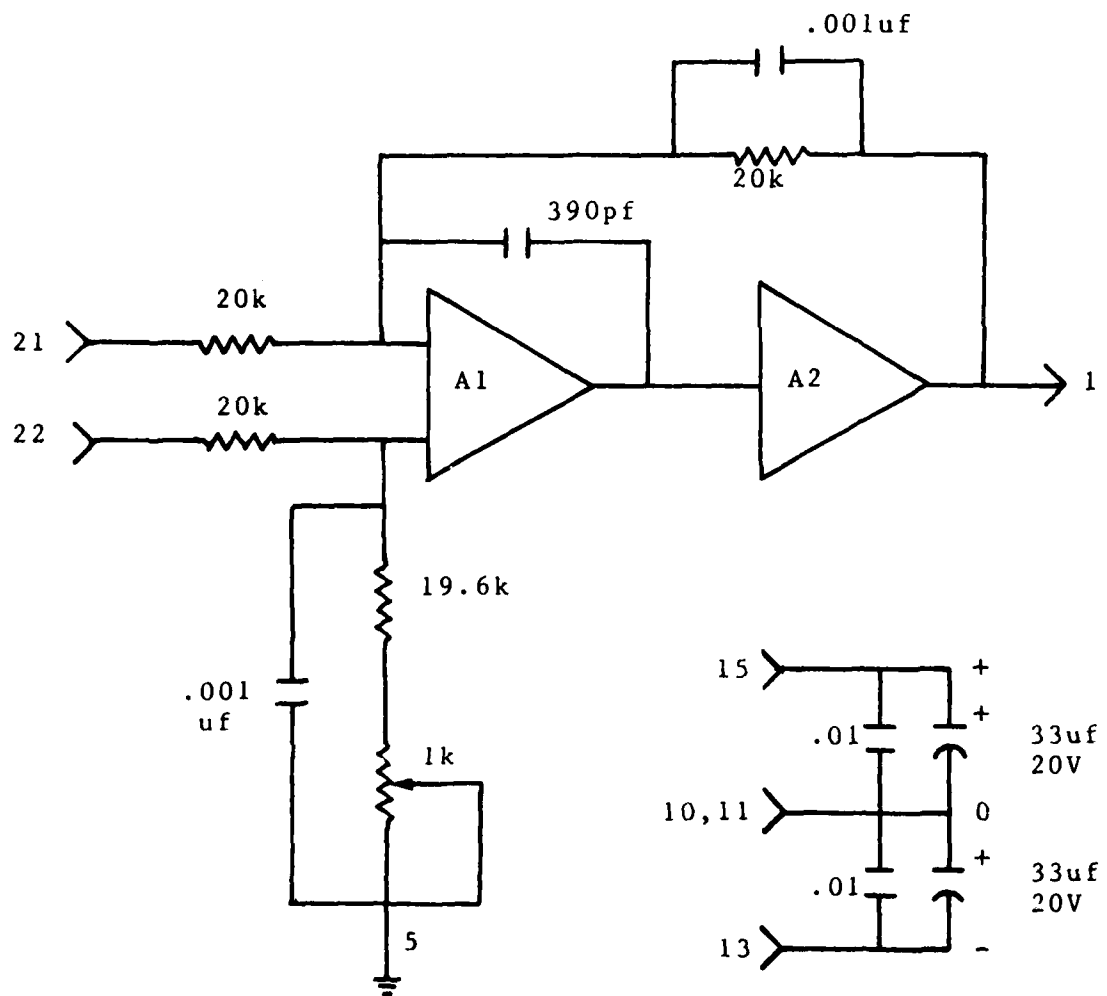 .001uf
20k
390pf
20k
21
A1
A2
1
20k
22
19.6k
.001
uf
1k
5
15
+
+
.01
33uf
20V
10,11
0
+
.01
33uf
20V
13
-